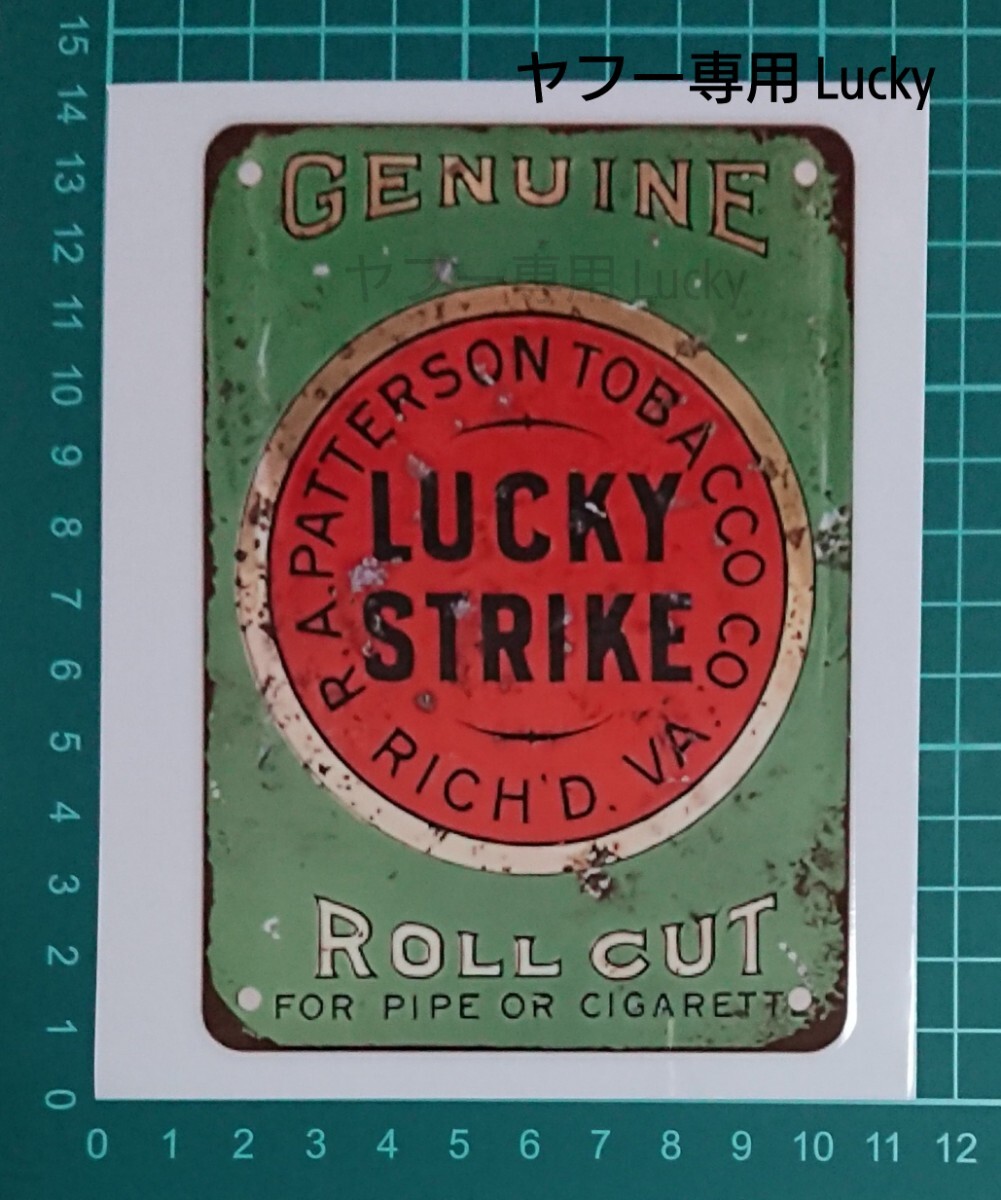 ヤフー専用 Lucky
GENUINE
ヤフー専用 Lucky
R.A.PATTERSON TOBACCO CO
LUCKY
STRIKE
RICH'D. VA.
ROLL CUT
FOR PIPE OR CIGARETTE
15
14
13
12
11
10
9
8
7
6
5
4
3
2
1
0
0 1 2 3 4 5 6 7 8 9 10 11 12